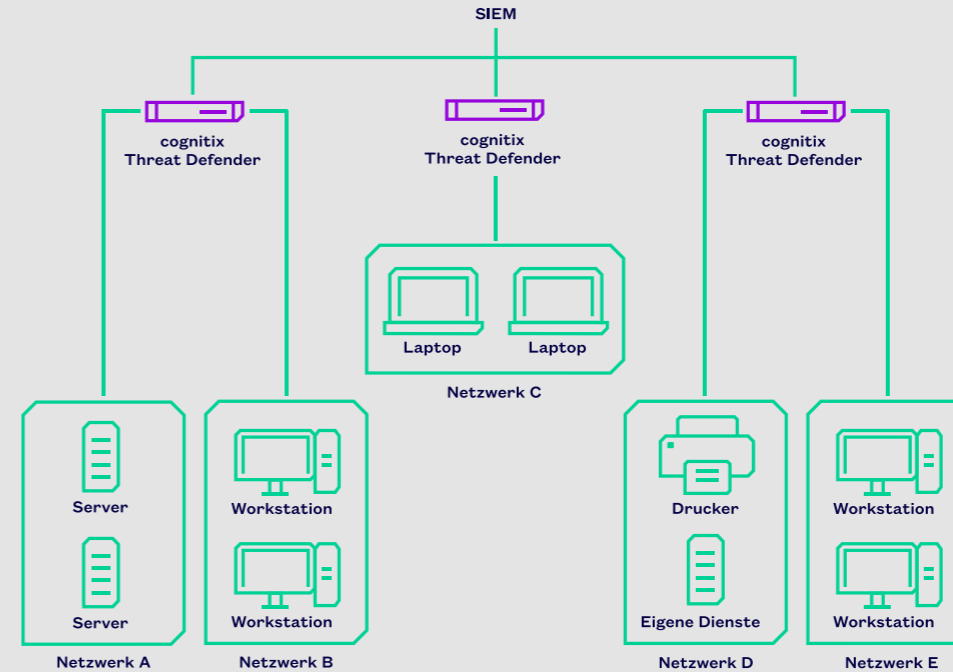 SIEM
cognitix
Threat Defender
cognitix
Threat Defender
cognitix
Threat Defender
Laptop
Laptop
Netzwerk C
Server
Server
Netzwerk A
Workstation
Workstation
Netzwerk B
Drucker
Eigene Dienste
Netzwerk D
Workstation
Workstation
Netzwerk E